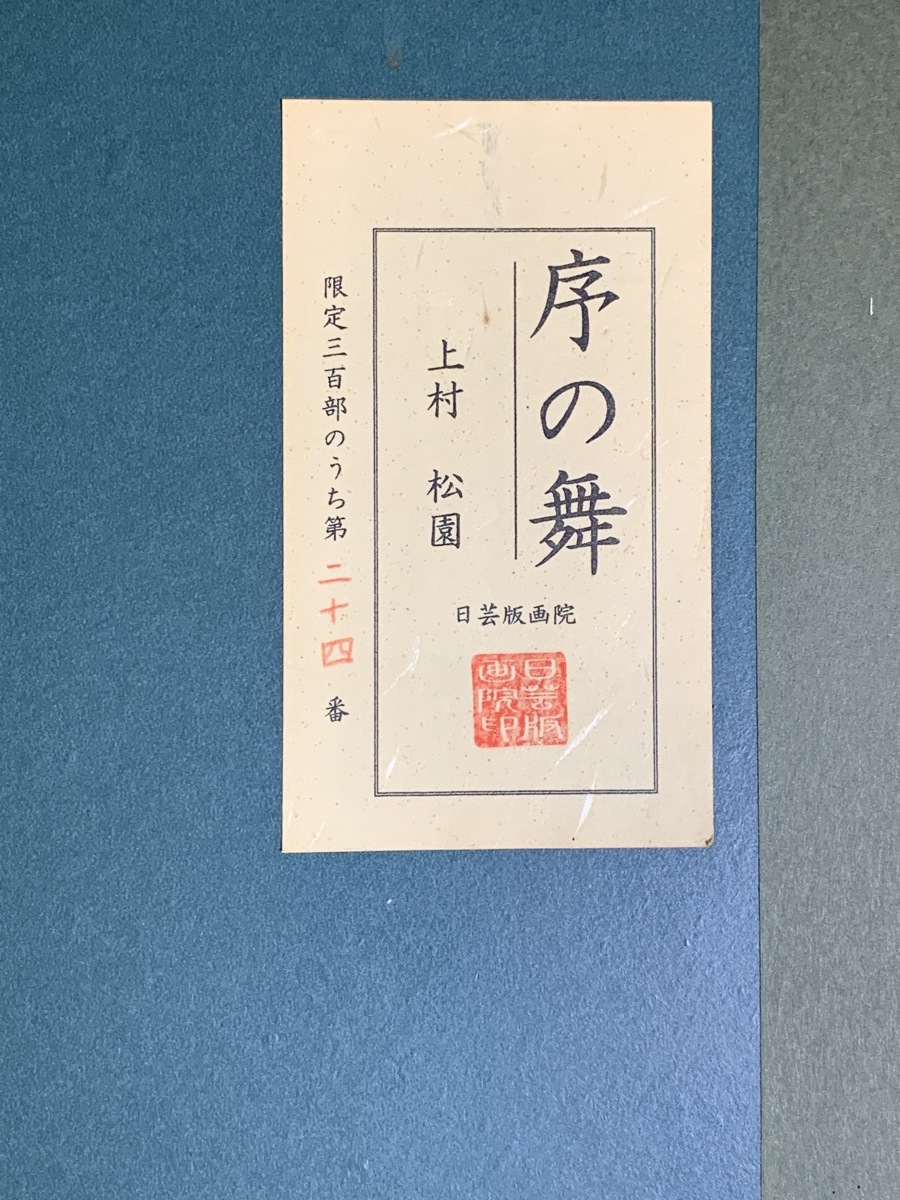 序の舞
上村 松園
日芸版画院
日芸版
画院印
限定三百部のうち第二十四番